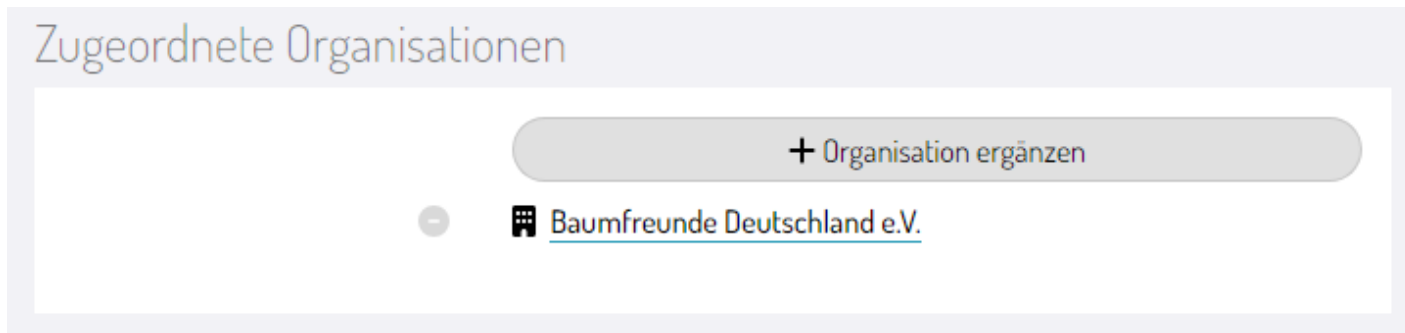 Zugeordnete Organisationen
+ Organisation ergänzen
Baumfreunde Deutschland e.V.